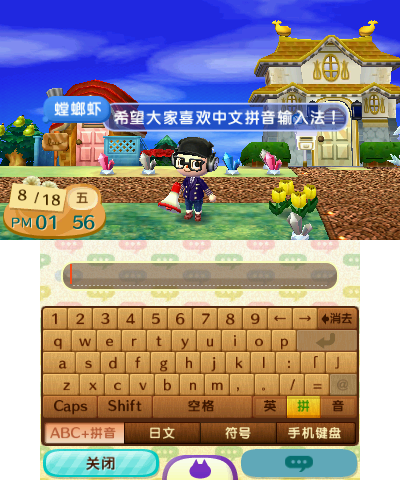 螳螂虾
希望大家喜欢中文拼音输入法！
8/18 五
PM 01 56
1 2 3 4 5 6 7 8 9 ← → ←消去
q w e r t y u i o p
a s d f g h j k l : 「 」
z x c v b n m , 。 / = @
Caps Shift 空格 英 拼 音
ABC+拼音 日文 符号 手机键盘
关闭